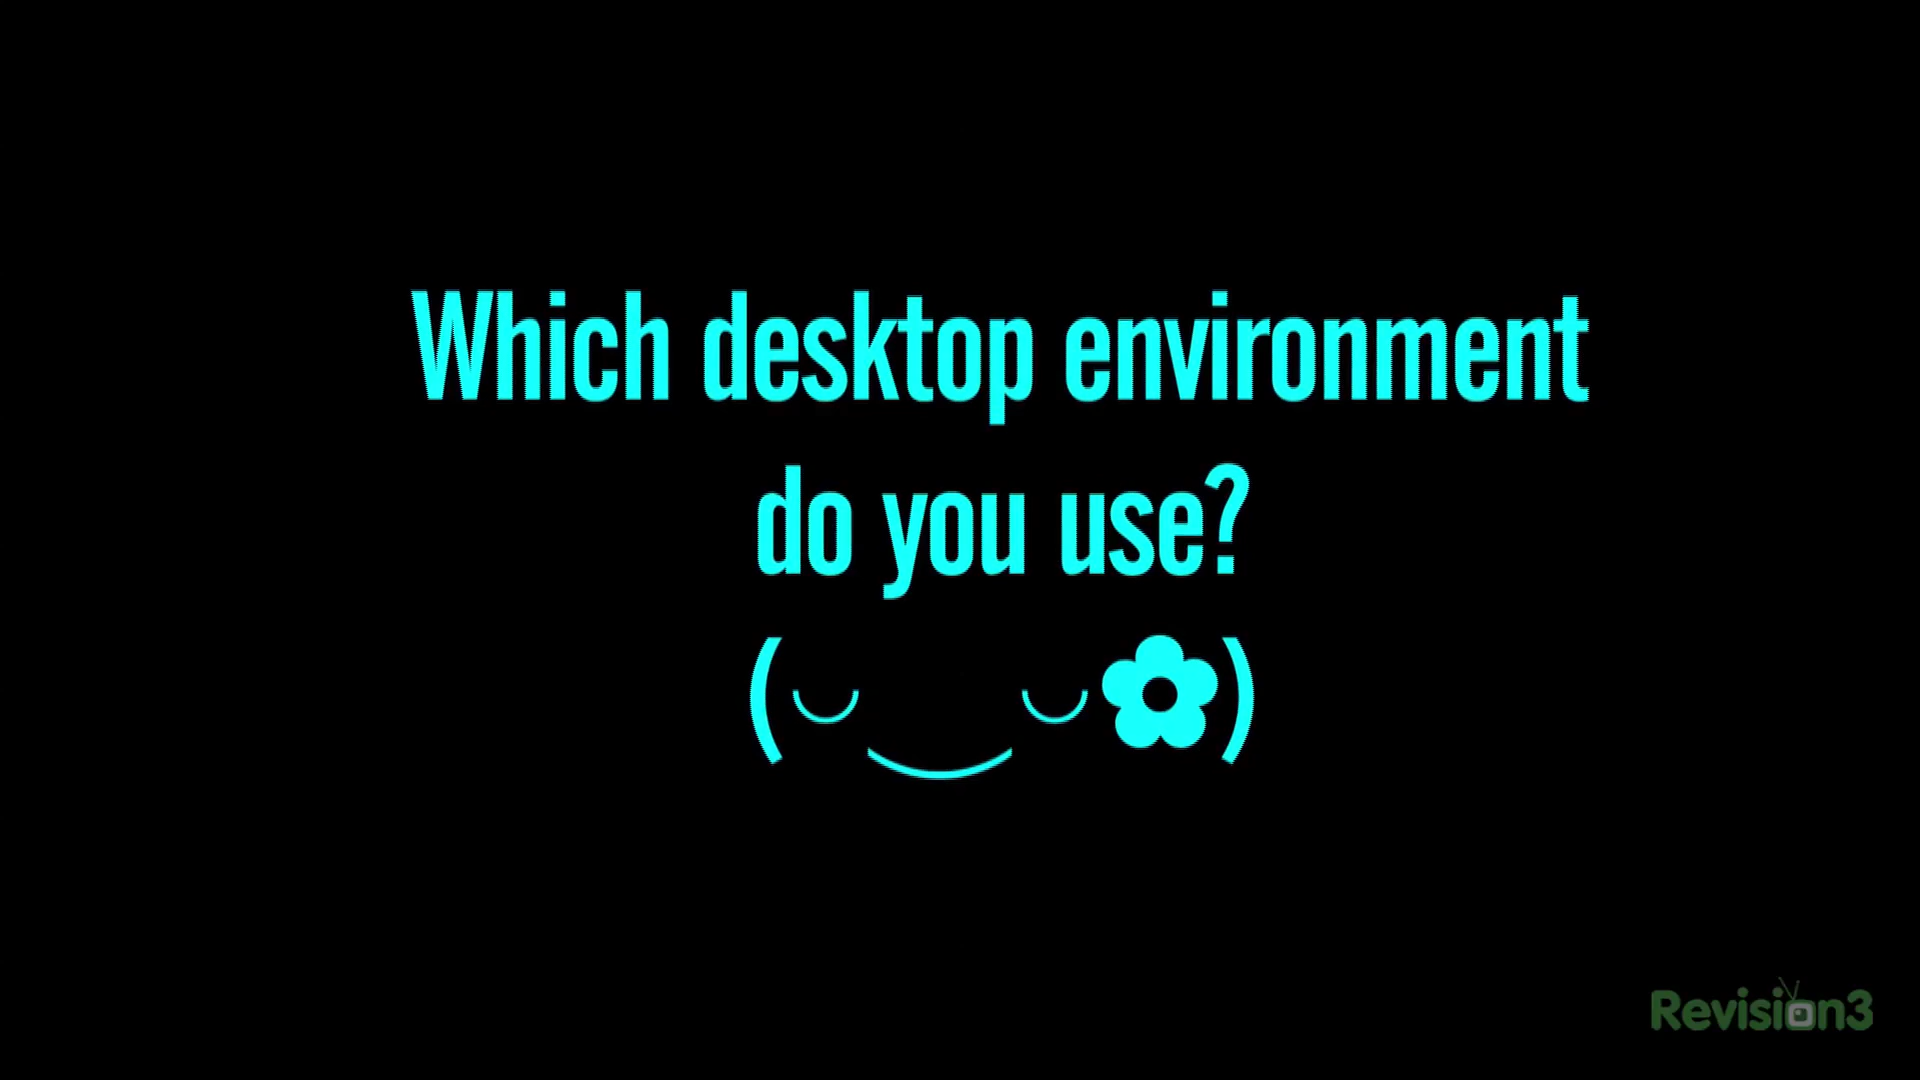 Which desktop environment
do you use?
(◡‿◡✿)
Revision3